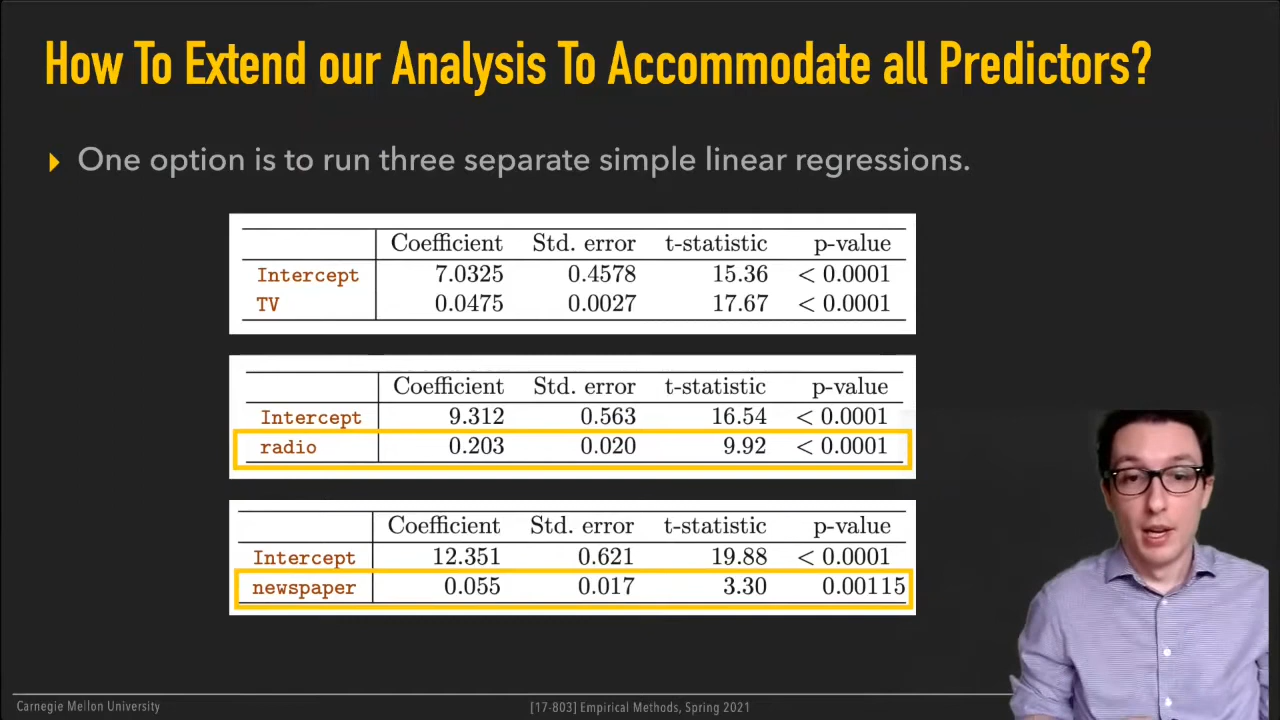 How To Extend our Analysis To Accommodate all Predictors?
One option is to run three separate simple linear regressions.
Coefficient Std. error t-statistic p-value
Intercept 7.0325 0.4578 15.36 < 0.0001
TV 0.0475 0.0027 17.67 < 0.0001
Coefficient Std. error t-statistic p-value
Intercept 9.312 0.563 16.54 < 0.0001
radio 0.203 0.020 9.92 < 0.0001
Coefficient Std. error t-statistic p-value
Intercept 12.351 0.621 19.88 < 0.0001
newspaper 0.055 0.017 3.30 0.00115
Carnegie Mellon University [17-803] Empirical Methods, Spring 2021